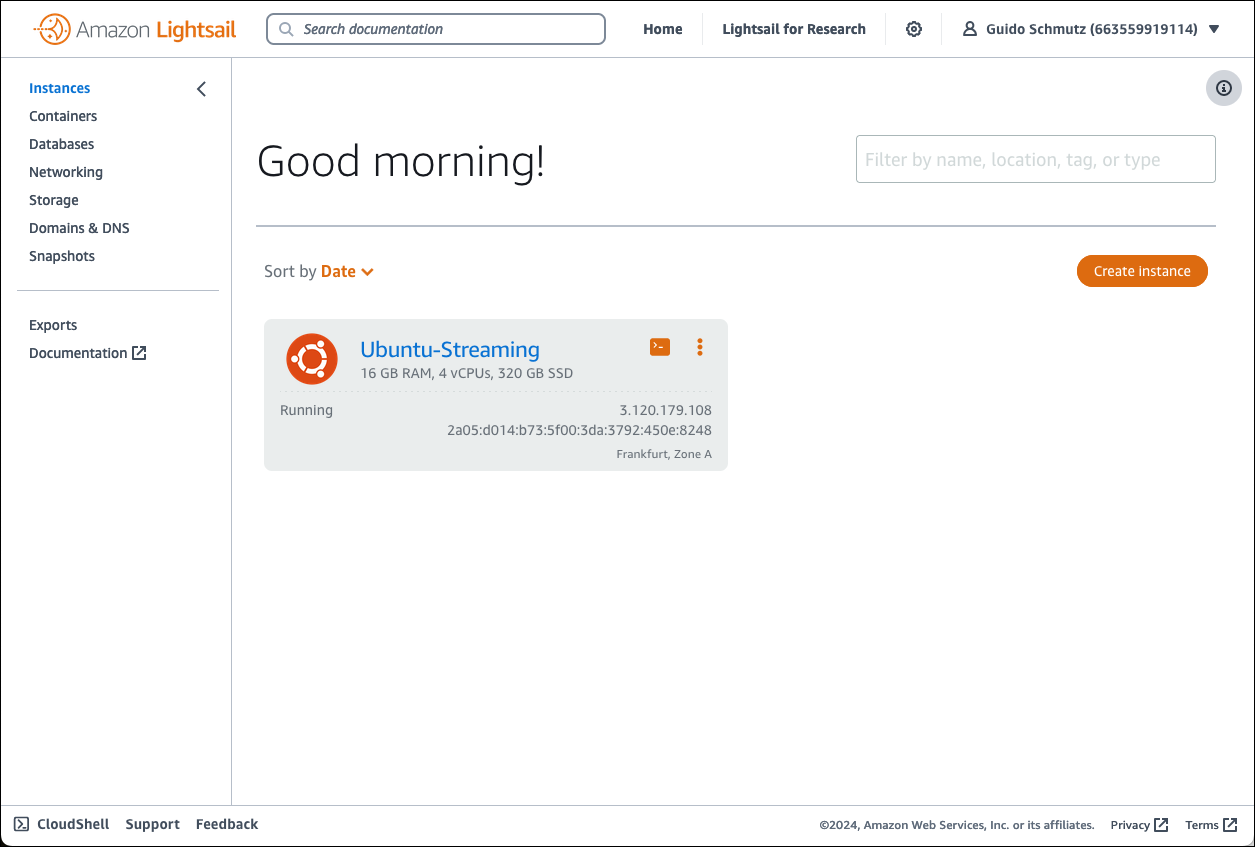 Amazon Lightsail
Search documentation
Home
Lightsail for Research
Guido Schmutz (663559919114)
Instances
Containers
Databases
Networking
Storage
Domains & DNS
Snapshots
Exports
Documentation
Good morning!
Filter by name, location, tag, or type
Sort by Date
Create instance
Ubuntu-Streaming
16 GB RAM, 4 vCPUs, 320 GB SSD
Running
3.120.179.108
2a05:d014:b73:5f00:3da:3792:450e:8248
Frankfurt, Zone A
CloudShell
Support
Feedback
©2024, Amazon Web Services, Inc. or its affiliates.
Privacy
Terms